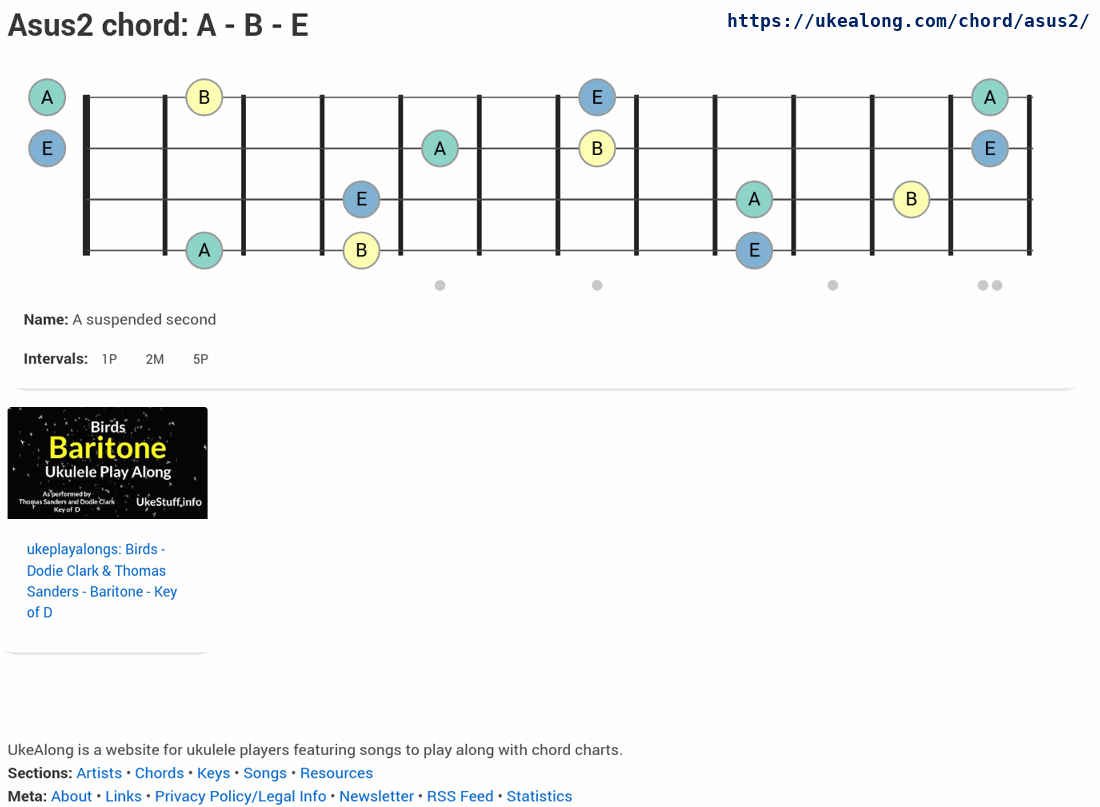 Asus2 chord: A - B - E
https://ukealong.com/chord/asus2/
A B E A
E A B E
E A B
A B E
Name: A suspended second
Intervals: 1P 2M 5P
Birds
Baritone
Ukulele Play Along
As performed by
Thomas Sanders and Dodie Clark
Key of D
UkeStuff.info
ukeplayalongs: Birds -
Dodie Clark & Thomas
Sanders - Baritone - Key
of D
UkeAlong is a website for ukulele players featuring songs to play along with chord charts.
Sections: Artists • Chords • Keys • Songs • Resources
Meta: About • Links • Privacy Policy/Legal Info • Newsletter • RSS Feed • Statistics